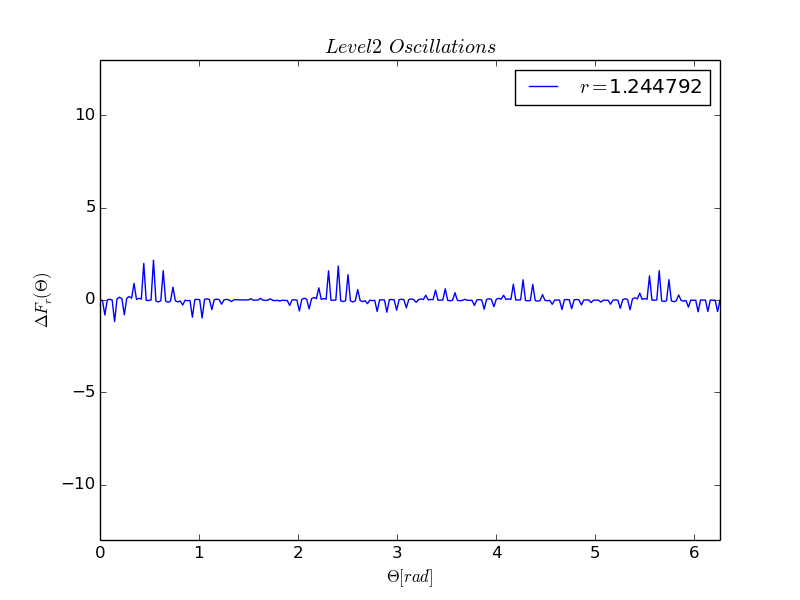 Level2 Oscillations
r=1.244792
10
5
0
−5
−10
ΔF_r(Θ)
0 1 2 3 4 5 6
Θ[rad]